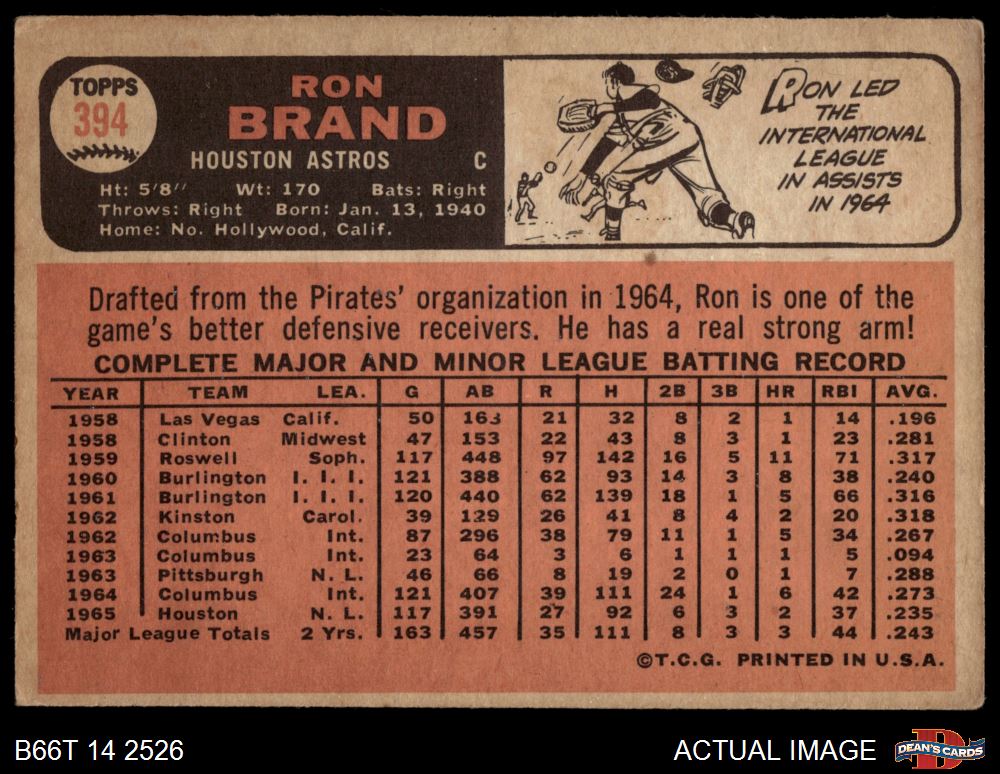 TOPPS
394
RON
BRAND
HOUSTON ASTROS C
Ht: 5'8" Wt: 170 Bats: Right
Throws: Right Born: Jan. 13, 1940
Home: No. Hollywood, Calif.
RON LED
THE
INTERNATIONAL
LEAGUE
IN ASSISTS
IN 1964
Drafted from the Pirates' organization in 1964, Ron is one of the
game's better defensive receivers. He has a real strong arm!
COMPLETE MAJOR AND MINOR LEAGUE BATTING RECORD
YEAR TEAM LEA. G AB R H 2B 3B HR RBI AVG.
1958 Las Vegas Calif. 50 163 21 32 8 2 1 14 .196
1958 Clinton Midwest 47 153 22 43 8 3 1 23 .281
1959 Roswell Soph. 117 448 97 142 16 5 11 71 .317
1960 Burlington I. I. I. 121 388 62 93 14 3 8 38 .240
1961 Burlington I. I. I. 120 440 62 139 18 1 5 66 .316
1962 Kinston Carol. 39 129 26 41 8 4 2 20 .318
1962 Columbus Int. 87 296 38 79 11 1 5 34 .267
1963 Columbus Int. 23 64 3 6 1 1 1 5 .094
1963 Pittsburgh N. L. 46 66 8 19 2 0 1 7 .288
1964 Columbus Int. 121 407 39 111 24 1 6 42 .273
1965 Houston N. L. 117 391 27 92 6 3 2 37 .235
Major League Totals 2 Yrs. 163 457 35 111 8 3 3 44 .243
©T.C.G. PRINTED IN U.S.A.
B66T 14 2526 ACTUAL IMAGE DEAN'S CARDS